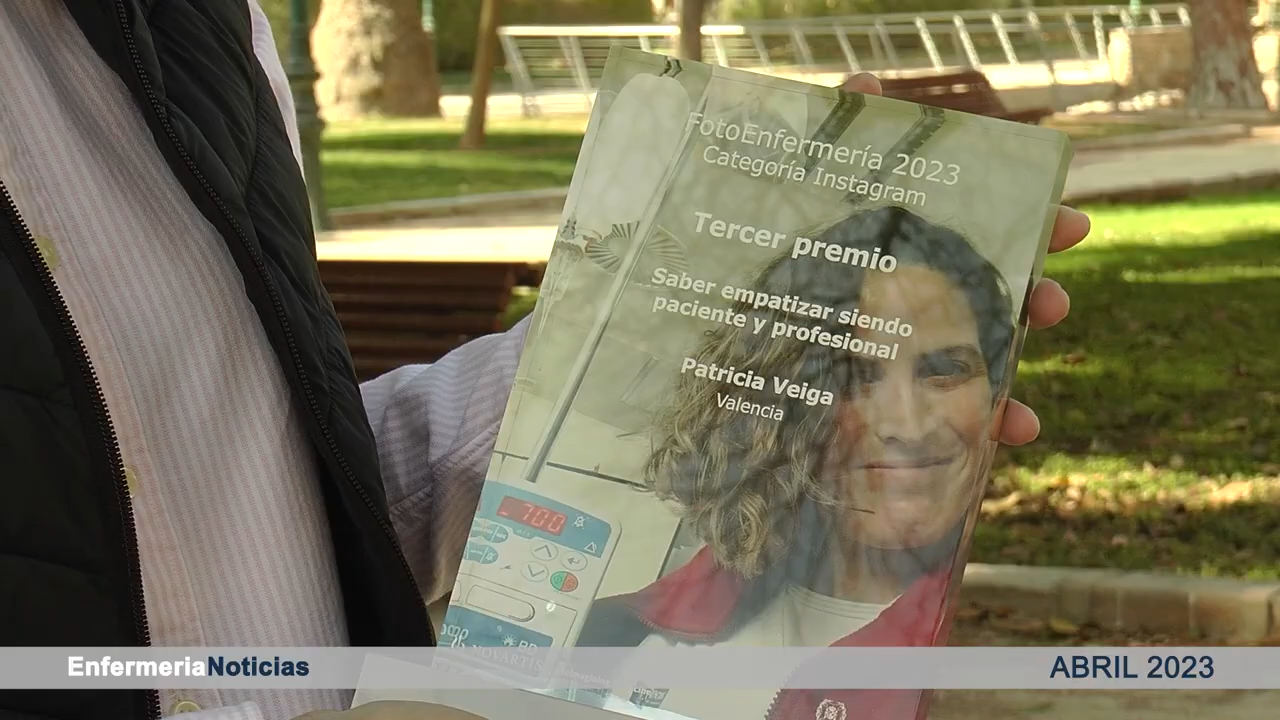 FotoEnfermería 2023
Categoría Instagram
Tercer premio
Saber empatizar siendo
paciente y profesional
Patricia Veiga
Valencia
700
NOVARTIS
EnfermeriaNoticias
ABRIL 2023